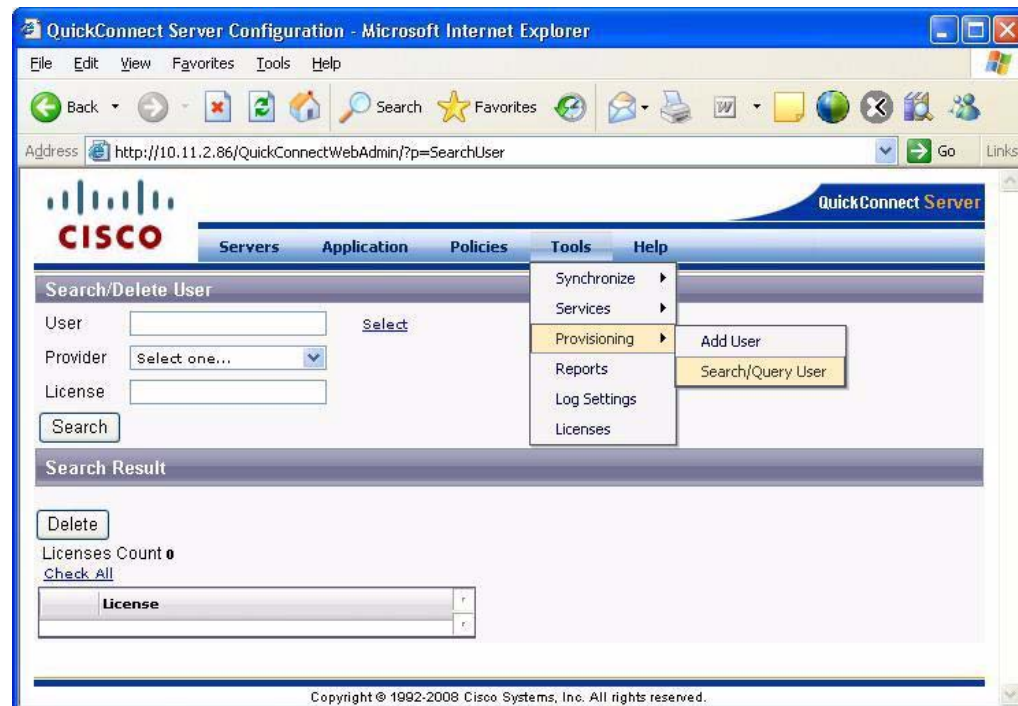 QuickConnect Server Configuration - Microsoft Internet Explorer
File Edit View Favorites Tools Help
Back Search Favorites
Address http://10.11.2.86/QuickConnectWebAdmin/?p=SearchUser Go Links
QuickConnect Server
CISCO
Servers Application Policies Tools Help
Search/Delete User
User Select
Provider Select one...
License
Search
Synchronize
Services
Provisioning
Reports
Log Settings
Licenses
Add User
Search/Query User
Search Result
Delete
Licenses Count 0
Check All
License
Copyright © 1992-2008 Cisco Systems, Inc. All rights reserved.